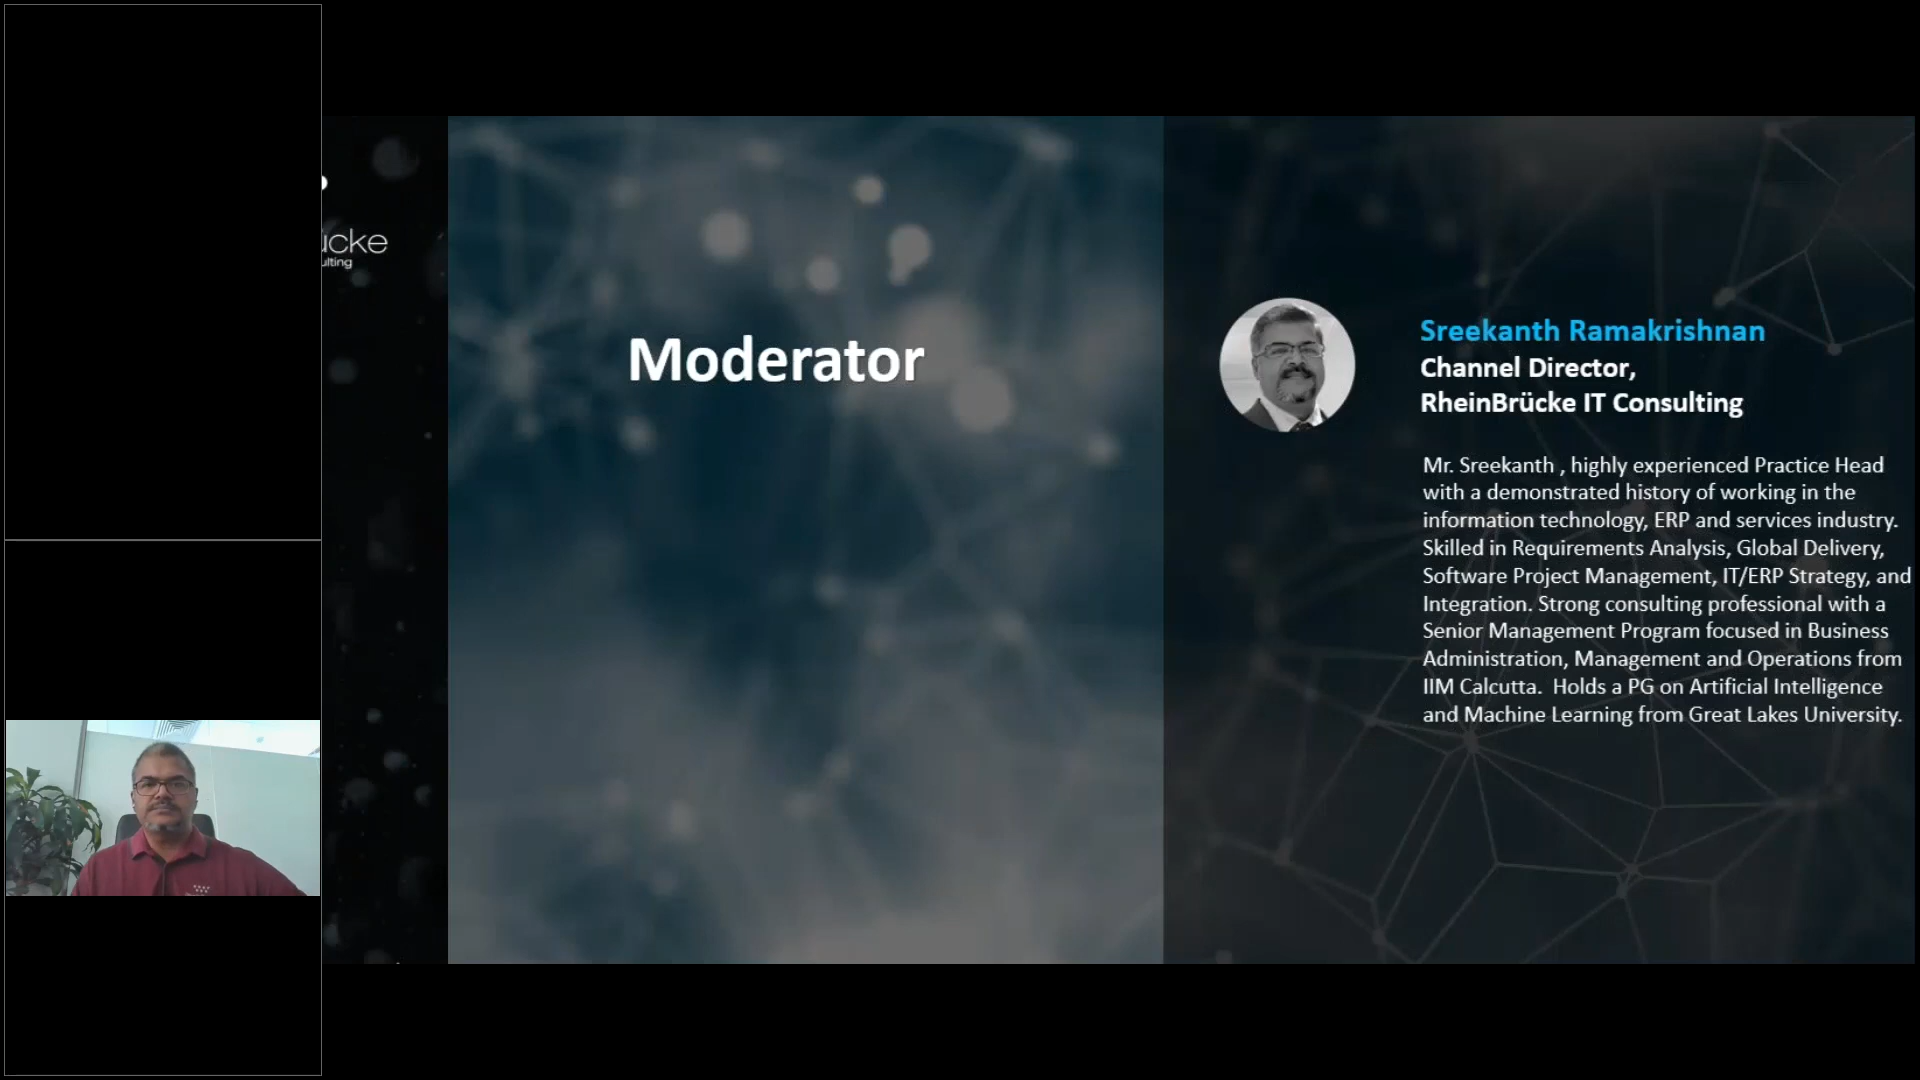 ücke
ulting
Moderator
Sreekanth Ramakrishnan
Channel Director,
RheinBrücke IT Consulting
Mr. Sreekanth , highly experienced Practice Head
with a demonstrated history of working in the
information technology, ERP and services industry.
Skilled in Requirements Analysis, Global Delivery,
Software Project Management, IT/ERP Strategy, and
Integration. Strong consulting professional with a
Senior Management Program focused in Business
Administration, Management and Operations from
IIM Calcutta.  Holds a PG on Artificial Intelligence
and Machine Learning from Great Lakes University.